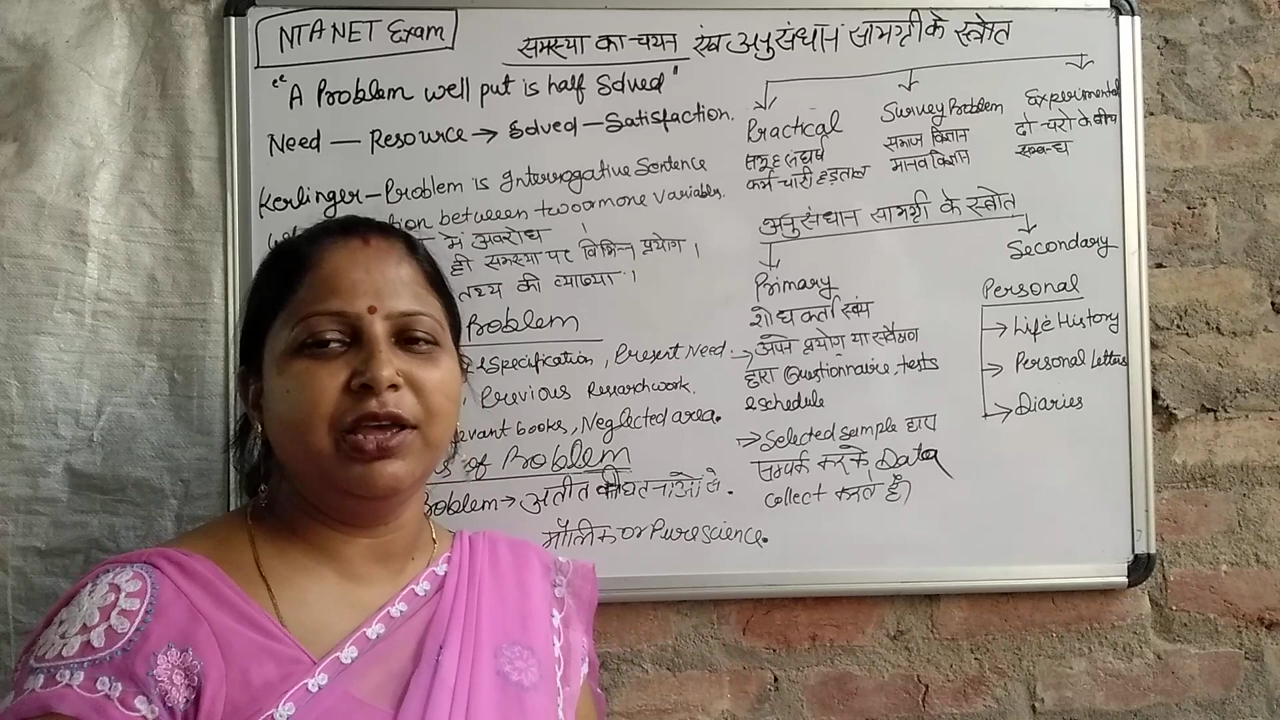 NTA NET Exam
समस्या का चयन एवं अनुसंधान सामग्री के स्त्रोत
"A Problem well put is half Solved"
Need — Resource → Solved — Satisfaction.
Kerlinger — Problem is Interrogative Sentence
between two or more Variables.
में अवरोध ।
ही समस्या पर विभिन्न प्रयोग ।
तथ्य की व्याख्या ।
Problem
Specification, Present Need.
Previous Research work.
evant books, Neglected area.
s of Problem
oblem → अतीत की घटनाओं से .
मौलिक or Pure science.
Practical
समूह संघर्ष
कर्मचारी हड़ताल
Survey Problem
समाज विज्ञान
मानव विज्ञान
Experimental
दो चरो के बीच
सम्बन्ध
अनुसंधान सामग्री के स्त्रोत
Primary
शोधकर्ता स्वंय
अपने प्रयोग या सर्वेक्षण
द्वारा Questionnaire, tests
& schedule
→ Selected sample द्वारा
सम्पर्क करके Data
collect करते हैं)
Secondary
Personal
→ Life History
→ Personal Letters
→ Diaries